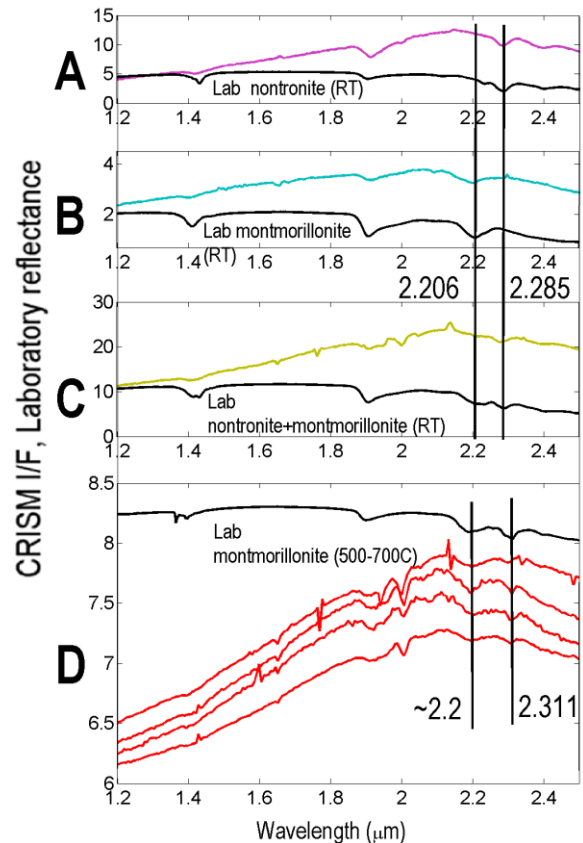 CRISM I/F, Laboratory reflectance
A
15
10
5
0
Lab nontronite (RT)
1.2 1.4 1.6 1.8 2 2.2 2.4
B
4
2
Lab montmorillonite
(RT)
1.2 1.4 1.6 1.8 2 2.2 2.4
2.206 2.285
C
30
20
10
0
Lab
nontronite+montmorillonite (RT)
1.2 1.4 1.6 1.8 2 2.2 2.4
D
8.5
8
7.5
7
6.5
6
Lab
montmorillonite (500-700C)
~2.2 2.311
1.2 1.4 1.6 1.8 2 2.2 2.4
Wavelength (μm)